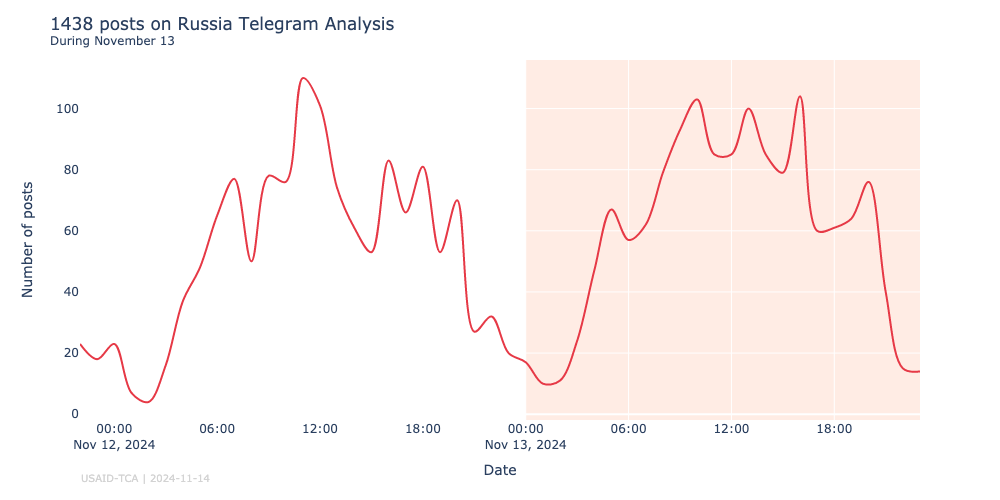 1438 posts on Russia Telegram Analysis
During November 13
Number of posts
100
80
60
40
20
0
00:00 06:00 12:00 18:00 00:00 06:00 12:00 18:00
Nov 12, 2024 Nov 13, 2024
Date
USAID-TCA | 2024-11-14